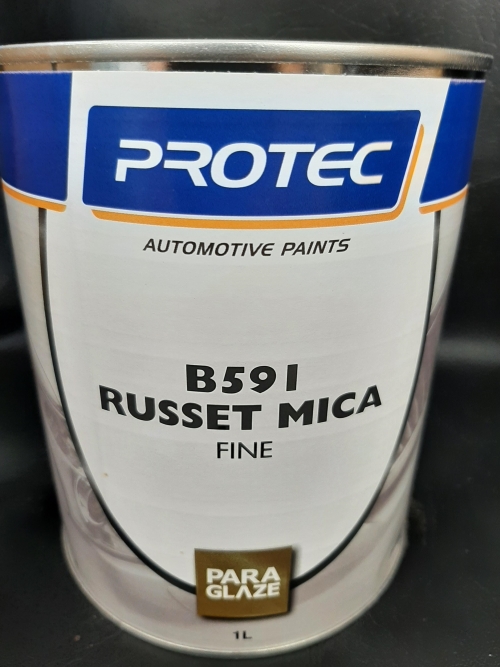 PROTEC
AUTOMOTIVE PAINTS
B591
RUSSET MICA
FINE
PARA
GLAZE
1L